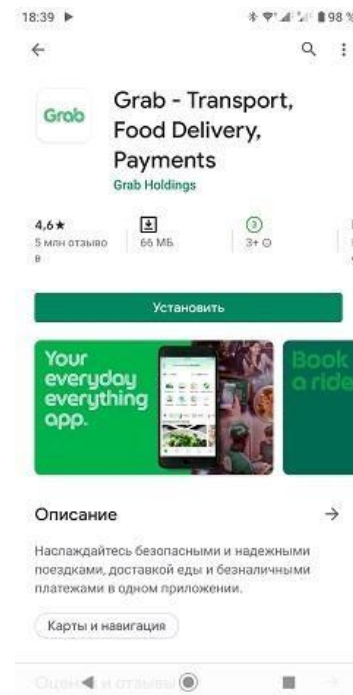 18:39
98 %
Grab
Grab - Transport,
Food Delivery,
Payments
Grab Holdings
4,6★
5 млн отзыво
в
66 МБ
3
3+
Установить
Your
everyday
everything
app.
Book
a ride
Описание
Наслаждайтесь безопасными и надежными
поездками, доставкой еды и безналичными
платежами в одном приложении.
Карты и навигация